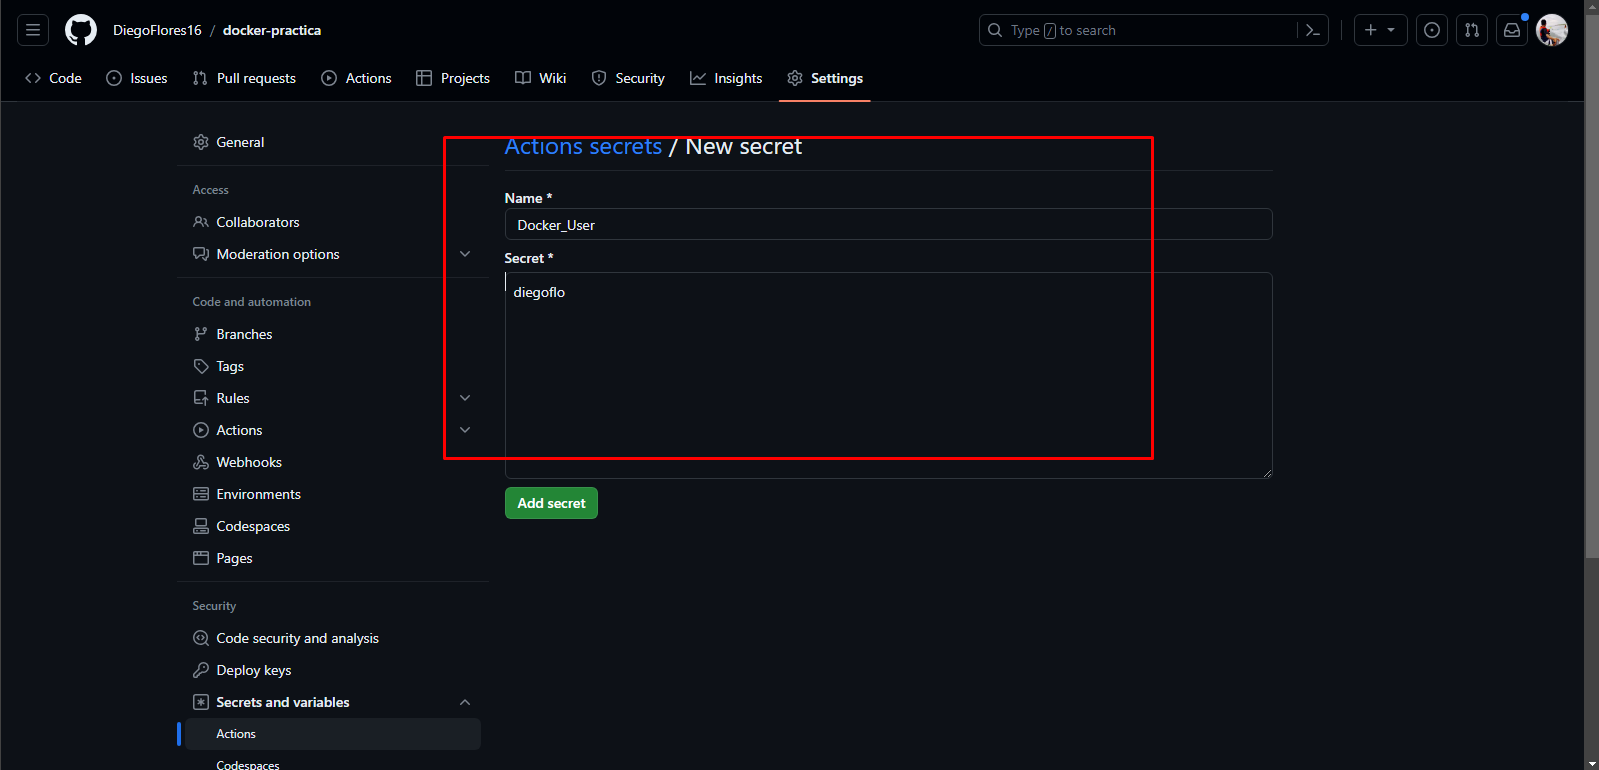 DiegoFlores16 / docker-practica
Type / to search
Code Issues Pull requests Actions Projects Wiki Security Insights Settings
General
Access
Collaborators
Moderation options
Code and automation
Branches
Tags
Rules
Actions
Webhooks
Environments
Codespaces
Pages
Security
Code security and analysis
Deploy keys
Secrets and variables
Actions
Codespaces
Actions secrets / New secret
Name *
Docker_User
Secret *
diegoflo
Add secret